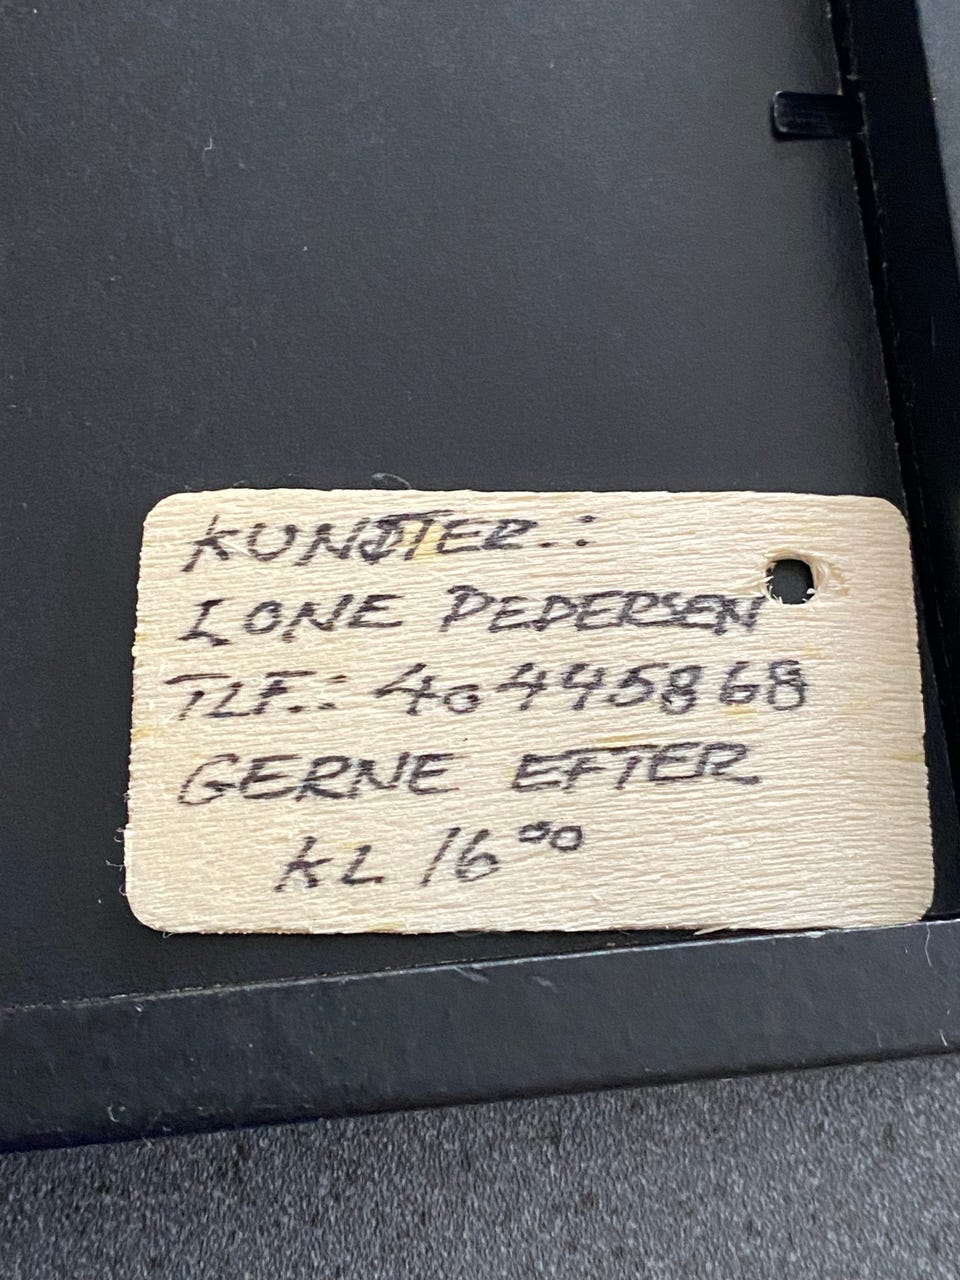 KUNSTER.:
LONE PEDERSEN
TLF.: 40445868
GERNE EFTER
KL 16⁰⁰